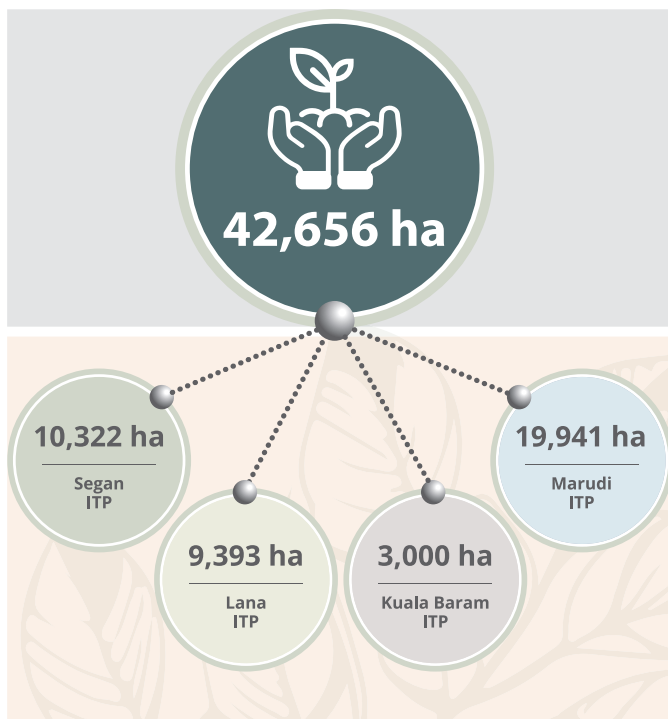 42,656 ha
10,322 ha
Segan
ITP
9,393 ha
Lana
ITP
3,000 ha
Kuala Baram
ITP
19,941 ha
Marudi
ITP